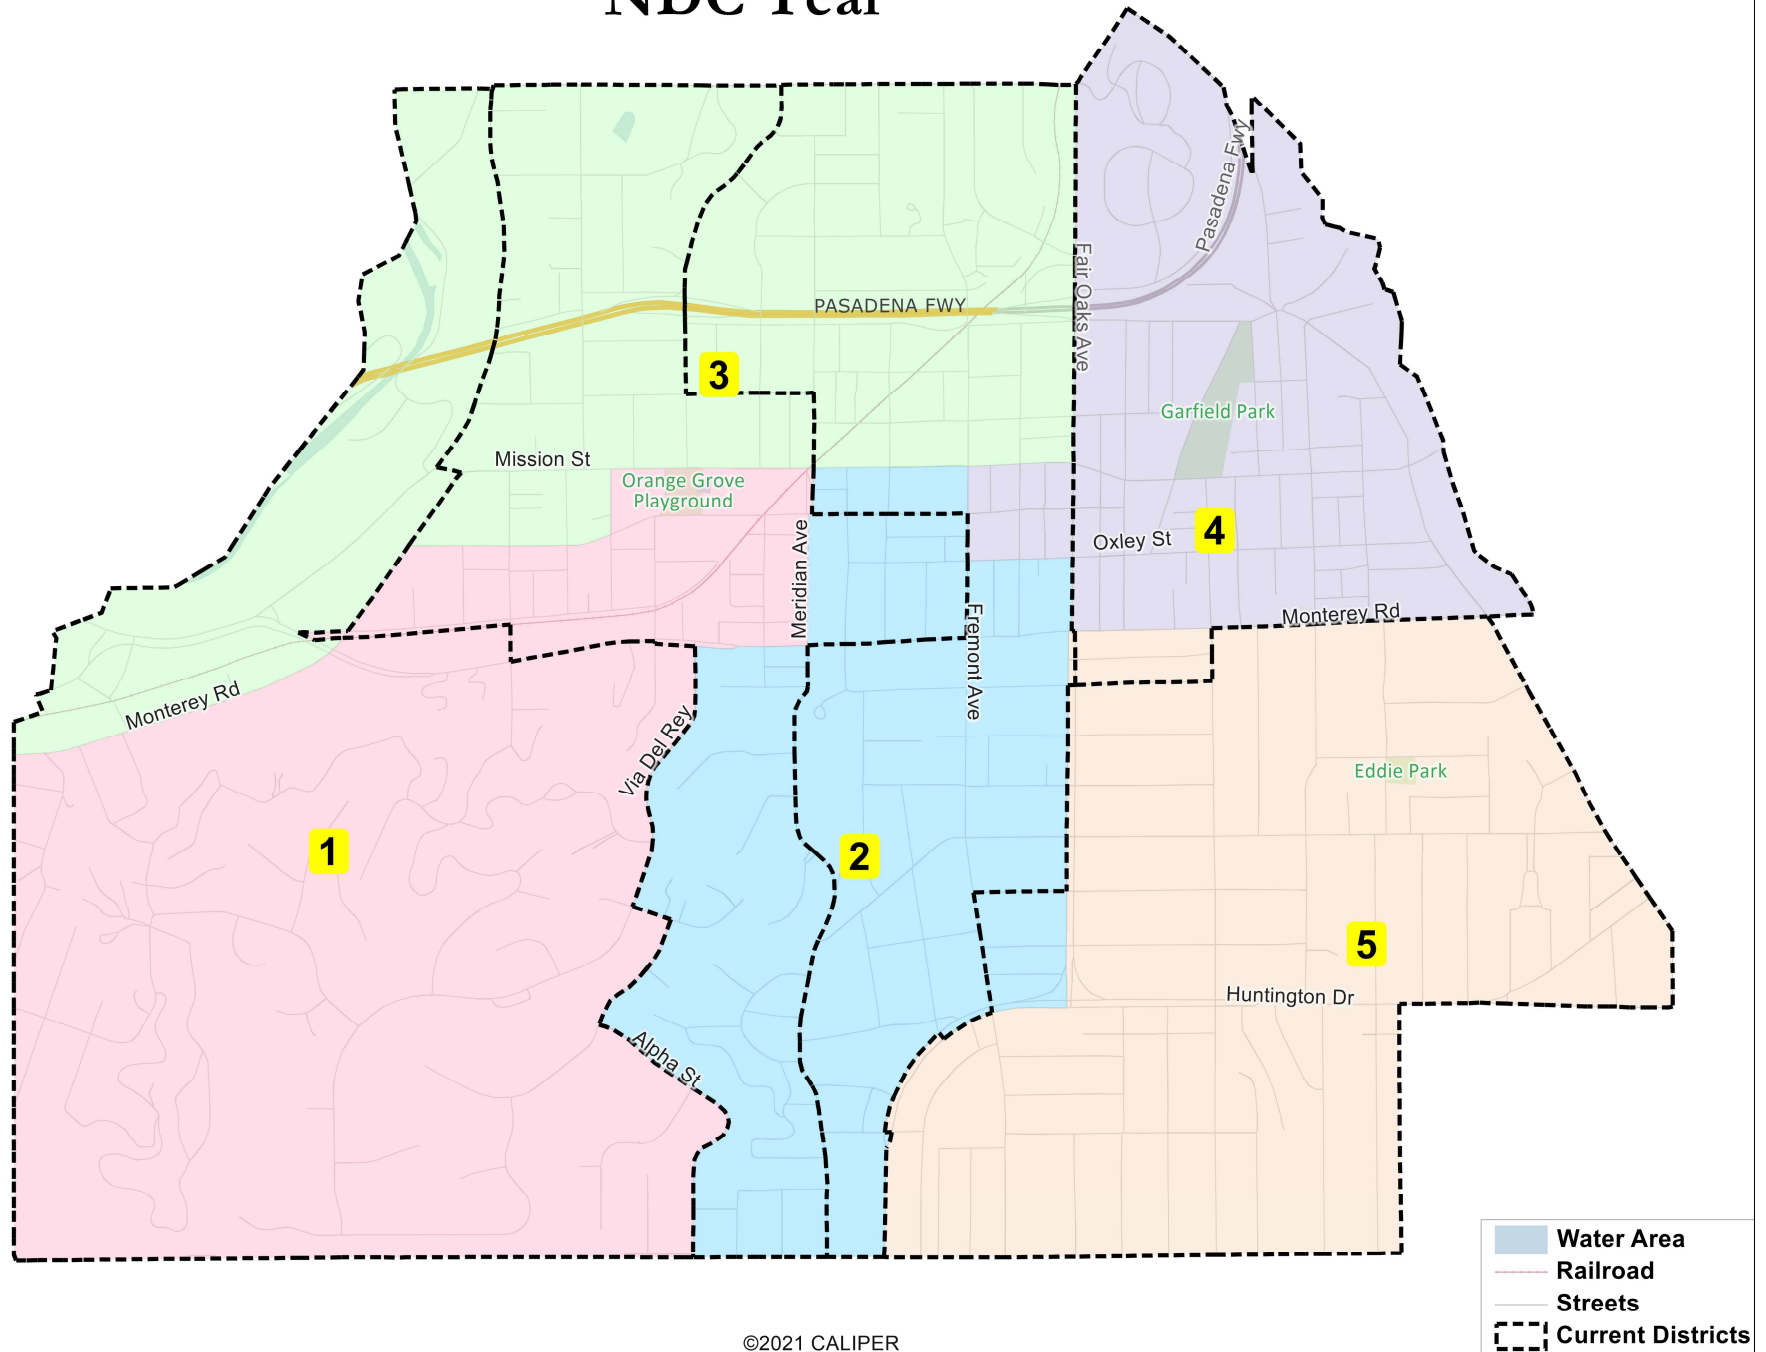 NDC Teal
Pasadena Fwy
Fair Oaks Ave
PASADENA FWY
3
Garfield Park
Mission St
Orange Grove
Playground
Meridian Ave
Oxley St
4
Fremont Ave
Monterey Rd
Monterey Rd
Via Del Rey
Eddie Park
1
2
5
Huntington Dr
Alpha St
Water Area
Railroad
Streets
Current Districts
©2021 CALIPER